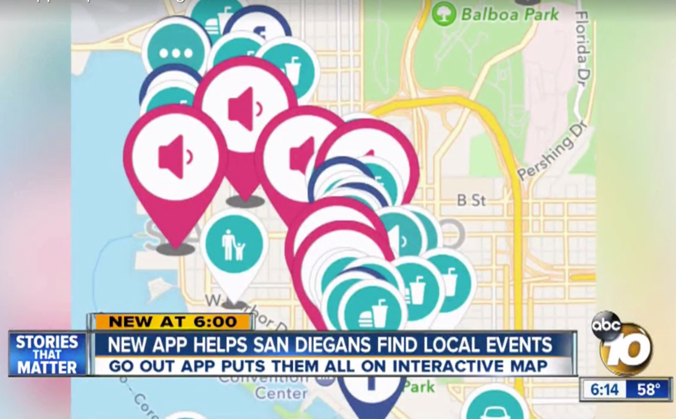 Balboa Park
Florida Dr
Pershing Dr
B St
NEW AT 6:00
STORIES
THAT
MATTER
NEW APP HELPS SAN DIEGANS FIND LOCAL EVENTS
GO OUT APP PUTS THEM ALL ON INTERACTIVE MAP
abc
10
Convention
Center
Park
6:14 58°